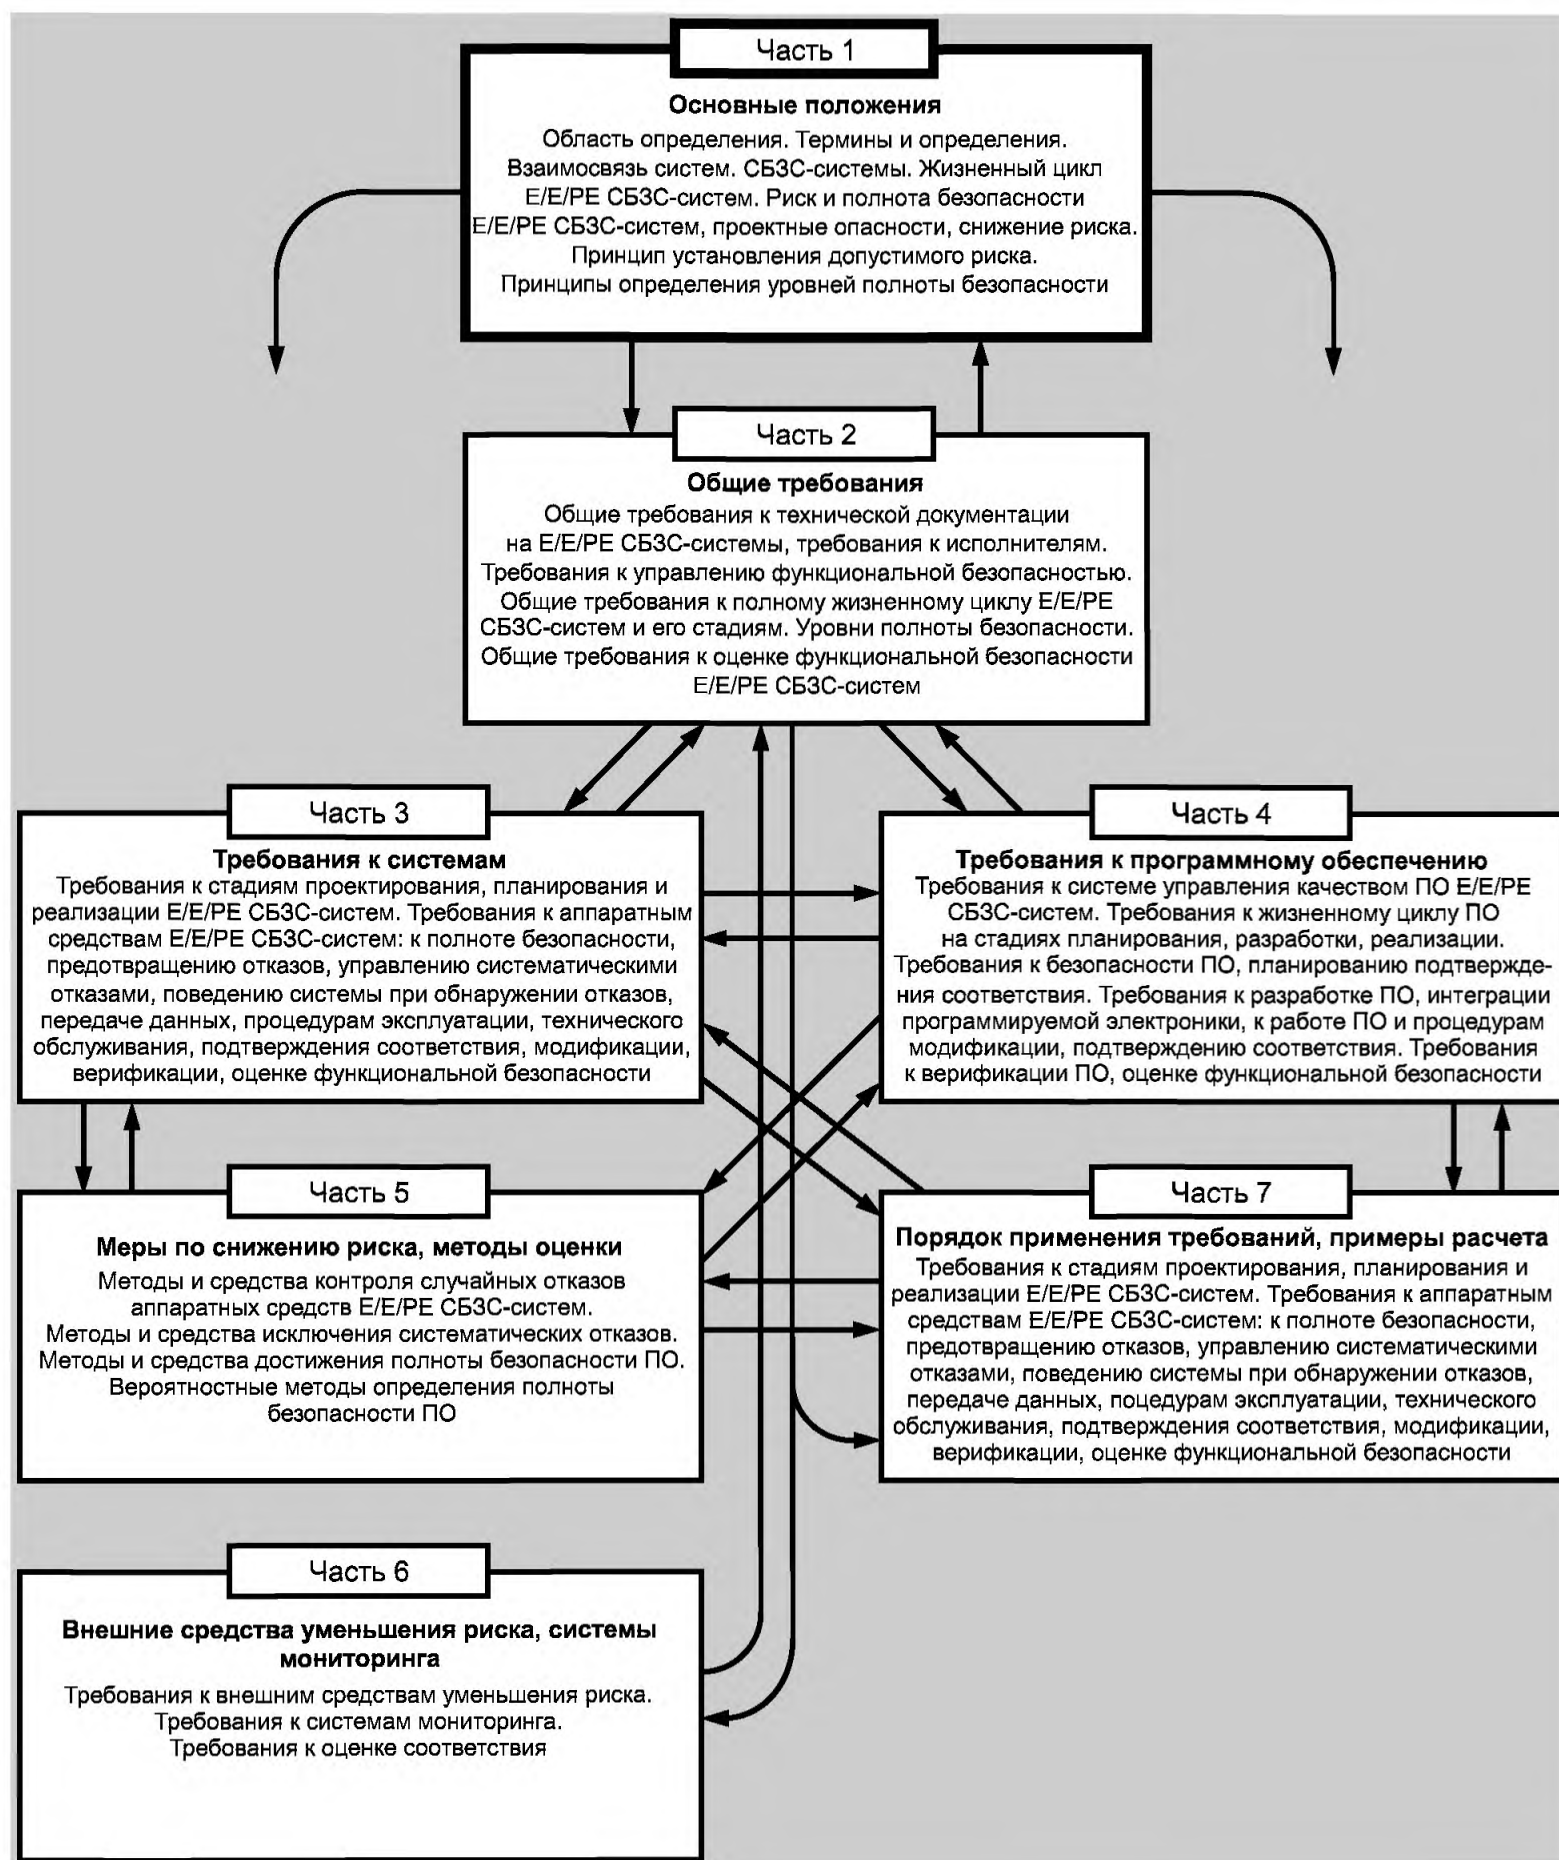 Часть 1
Основные положения
Область определения. Термины и определения.
Взаимосвязь систем. СБЗС-системы. Жизненный цикл
Е/Е/РЕ СБЗС-систем. Риск и полнота безопасности
Е/Е/РЕ СБЗС-систем, проектные опасности, снижение риска.
Принцип установления допустимого риска.
Принципы определения уровней полноты безопасности
Часть 2
Общие требования
Общие требования к технической документации
на Е/Е/РЕ СБЗС-системы, требования к исполнителям.
Требования к управлению функциональной безопасностью.
Общие требования к полному жизненному циклу Е/Е/РЕ
СБЗС-систем и его стадиям. Уровни полноты безопасности.
Общие требования к оценке функциональной безопасности
Е/Е/РЕ СБЗС-систем
Часть 3
Требования к системам
Требования к стадиям проектирования, планирования и
реализации Е/Е/РЕ СБЗС-систем. Требования к аппаратным
средствам Е/Е/РЕ СБЗС-систем: к полноте безопасности,
предотвращению отказов, управлению систематическими
отказами, поведению системы при обнаружении отказов,
передаче данных, процедурам эксплуатации, технического
обслуживания, подтверждения соответствия, модификации,
верификации, оценке функциональной безопасности
Часть 4
Требования к программному обеспечению
Требования к системе управления качеством ПО Е/Е/РЕ
СБЗС-систем. Требования к жизненному циклу ПО
на стадиях планирования, разработки, реализации.
Требования к безопасности ПО, планированию подтвержде-
ния соответствия. Требования к разработке ПО, интеграции
программируемой электроники, к работе ПО и процедурам
модификации, подтверждению соответствия. Требования
к верификации ПО, оценке функциональной безопасности
Часть 5
Меры по снижению риска, методы оценки
Методы и средства контроля случайных отказов
аппаратных средств Е/Е/РЕ СБЗС-систем.
Методы и средства исключения систематических отказов.
Методы и средства достижения полноты безопасности ПО.
Вероятностные методы определения полноты
безопасности ПО
Часть 7
Порядок применения требований, примеры расчета
Требования к стадиям проектирования, планирования и
реализации Е/Е/РЕ СБЗС-систем. Требования к аппаратным
средствам Е/Е/РЕ СБЗС-систем: к полноте безопасности,
предотвращению отказов, управлению систематическими
отказами, поведению системы при обнаружении отказов,
передаче данных, поцедурам эксплуатации, технического
обслуживания, подтверждения соответствия, модификации,
верификации, оценке функциональной безопасности
Часть 6
Внешние средства уменьшения риска, системы
мониторинга
Требования к внешним средствам уменьшения риска.
Требования к системам мониторинга.
Требования к оценке соответствия